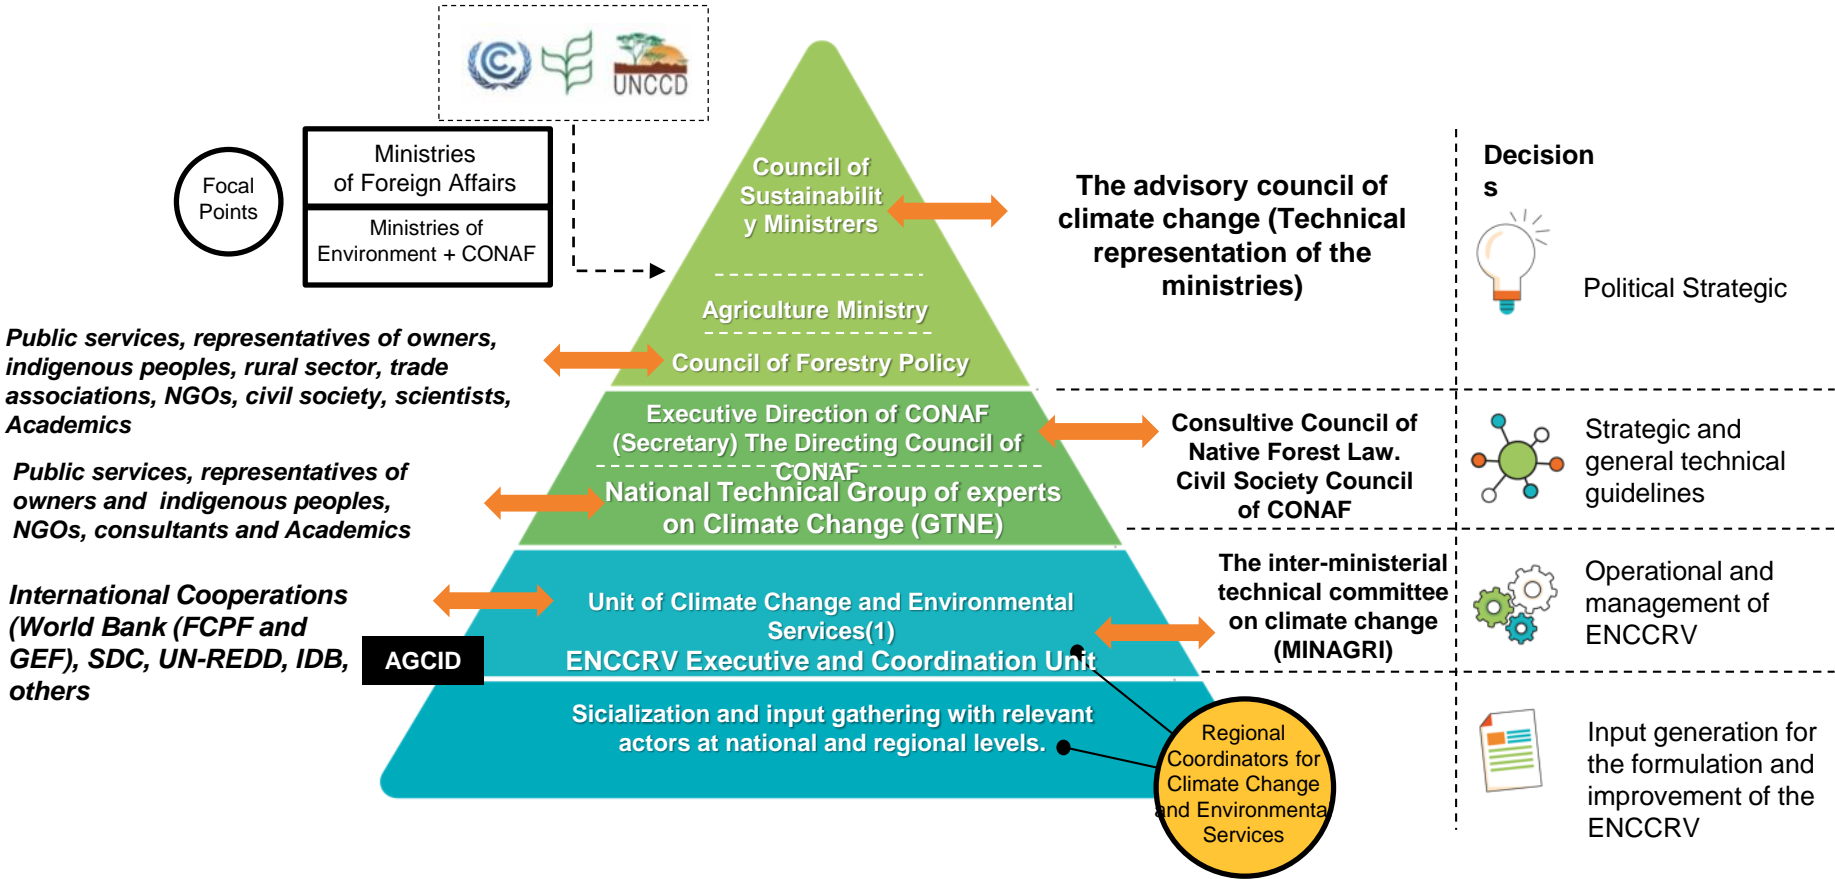 UNCCD
Focal
Points
Ministries
of Foreign Affairs
Ministries of
Environment + CONAF
Council of
Sustainabilit
y Ministrers
Agriculture Ministry
Council of Forestry Policy
The advisory council of
climate change (Technical
representation of the
ministries)
Decision
s
Political Strategic
Public services, representatives of owners,
indigenous peoples, rural sector, trade
associations, NGOs, civil society, scientists,
Academics
Executive Direction of CONAF
(Secretary) The Directing Council of
CONAF
National Technical Group of experts
on Climate Change (GTNE)
Consultive Council of
Native Forest Law.
Civil Society Council
of CONAF
Strategic and
general technical
guidelines
Public services, representatives of
owners and indigenous peoples,
NGOs, consultants and Academics
International Cooperations
(World Bank (FCPF and
GEF), SDC, UN-REDD, IDB,
others
AGCID
Unit of Climate Change and Environmental
Services(1)
ENCCRV Executive and Coordination Unit
The inter-ministerial
technical committee
on climate change
(MINAGRI)
Operational and
management of
ENCCRV
Sicialization and input gathering with relevant
actors at national and regional levels.
Regional
Coordinators for
Climate Change
and Environmental
Services
Input generation for
the formulation and
improvement of the
ENCCRV